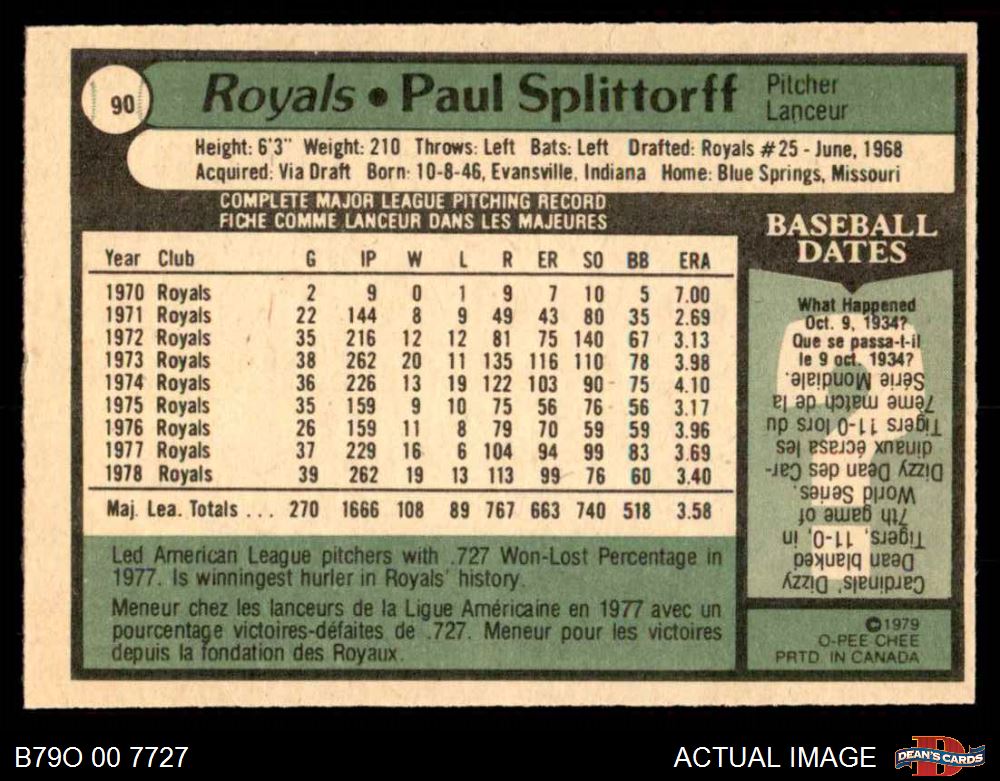 90
Royals • Paul Splittorff
Pitcher
Lanceur
Height: 6'3" Weight: 210 Throws: Left Bats: Left Drafted: Royals #25 - June, 1968
Acquired: Via Draft Born: 10-8-46, Evansville, Indiana Home: Blue Springs, Missouri
COMPLETE MAJOR LEAGUE PITCHING RECORD
FICHE COMME LANCEUR DANS LES MAJEURES
Year Club G IP W L R ER SO BB ERA
1970 Royals 2 9 0 1 9 7 10 5 7.00
1971 Royals 22 144 8 9 49 43 80 35 2.69
1972 Royals 35 216 12 12 81 75 140 67 3.13
1973 Royals 38 262 20 11 135 116 110 78 3.98
1974 Royals 36 226 13 19 122 103 90 75 4.10
1975 Royals 35 159 9 10 75 56 76 56 3.17
1976 Royals 26 159 11 8 79 70 59 59 3.96
1977 Royals 37 229 16 6 104 94 99 83 3.69
1978 Royals 39 262 19 13 113 99 76 60 3.40
Maj. Lea. Totals ... 270 1666 108 89 767 663 740 518 3.58
Led American League pitchers with .727 Won-Lost Percentage in
1977. Is winningest hurler in Royals' history.
Meneur chez les lanceurs de la Ligue Américaine en 1977 avec un
pourcentage victoires-défaites de .727. Meneur pour les victoires
depuis la fondation des Royaux.
BASEBALL
DATES
What Happened
Oct. 9, 1934?
Que se passa-t-il
le 9 oct. 1934?
Cardinals' Dizzy
Dean blanked
Tigers, 11-0, in
7th game of
World Series.
Dizzy Dean des Car-
dinaux écrasa les
Tigers 11-0 lors du
7ème match de la
Série Mondiale.
©1979
O-PEE CHEE
PRTD IN CANADA
B79O 00 7727
ACTUAL IMAGE
D
DEAN'S CARDS